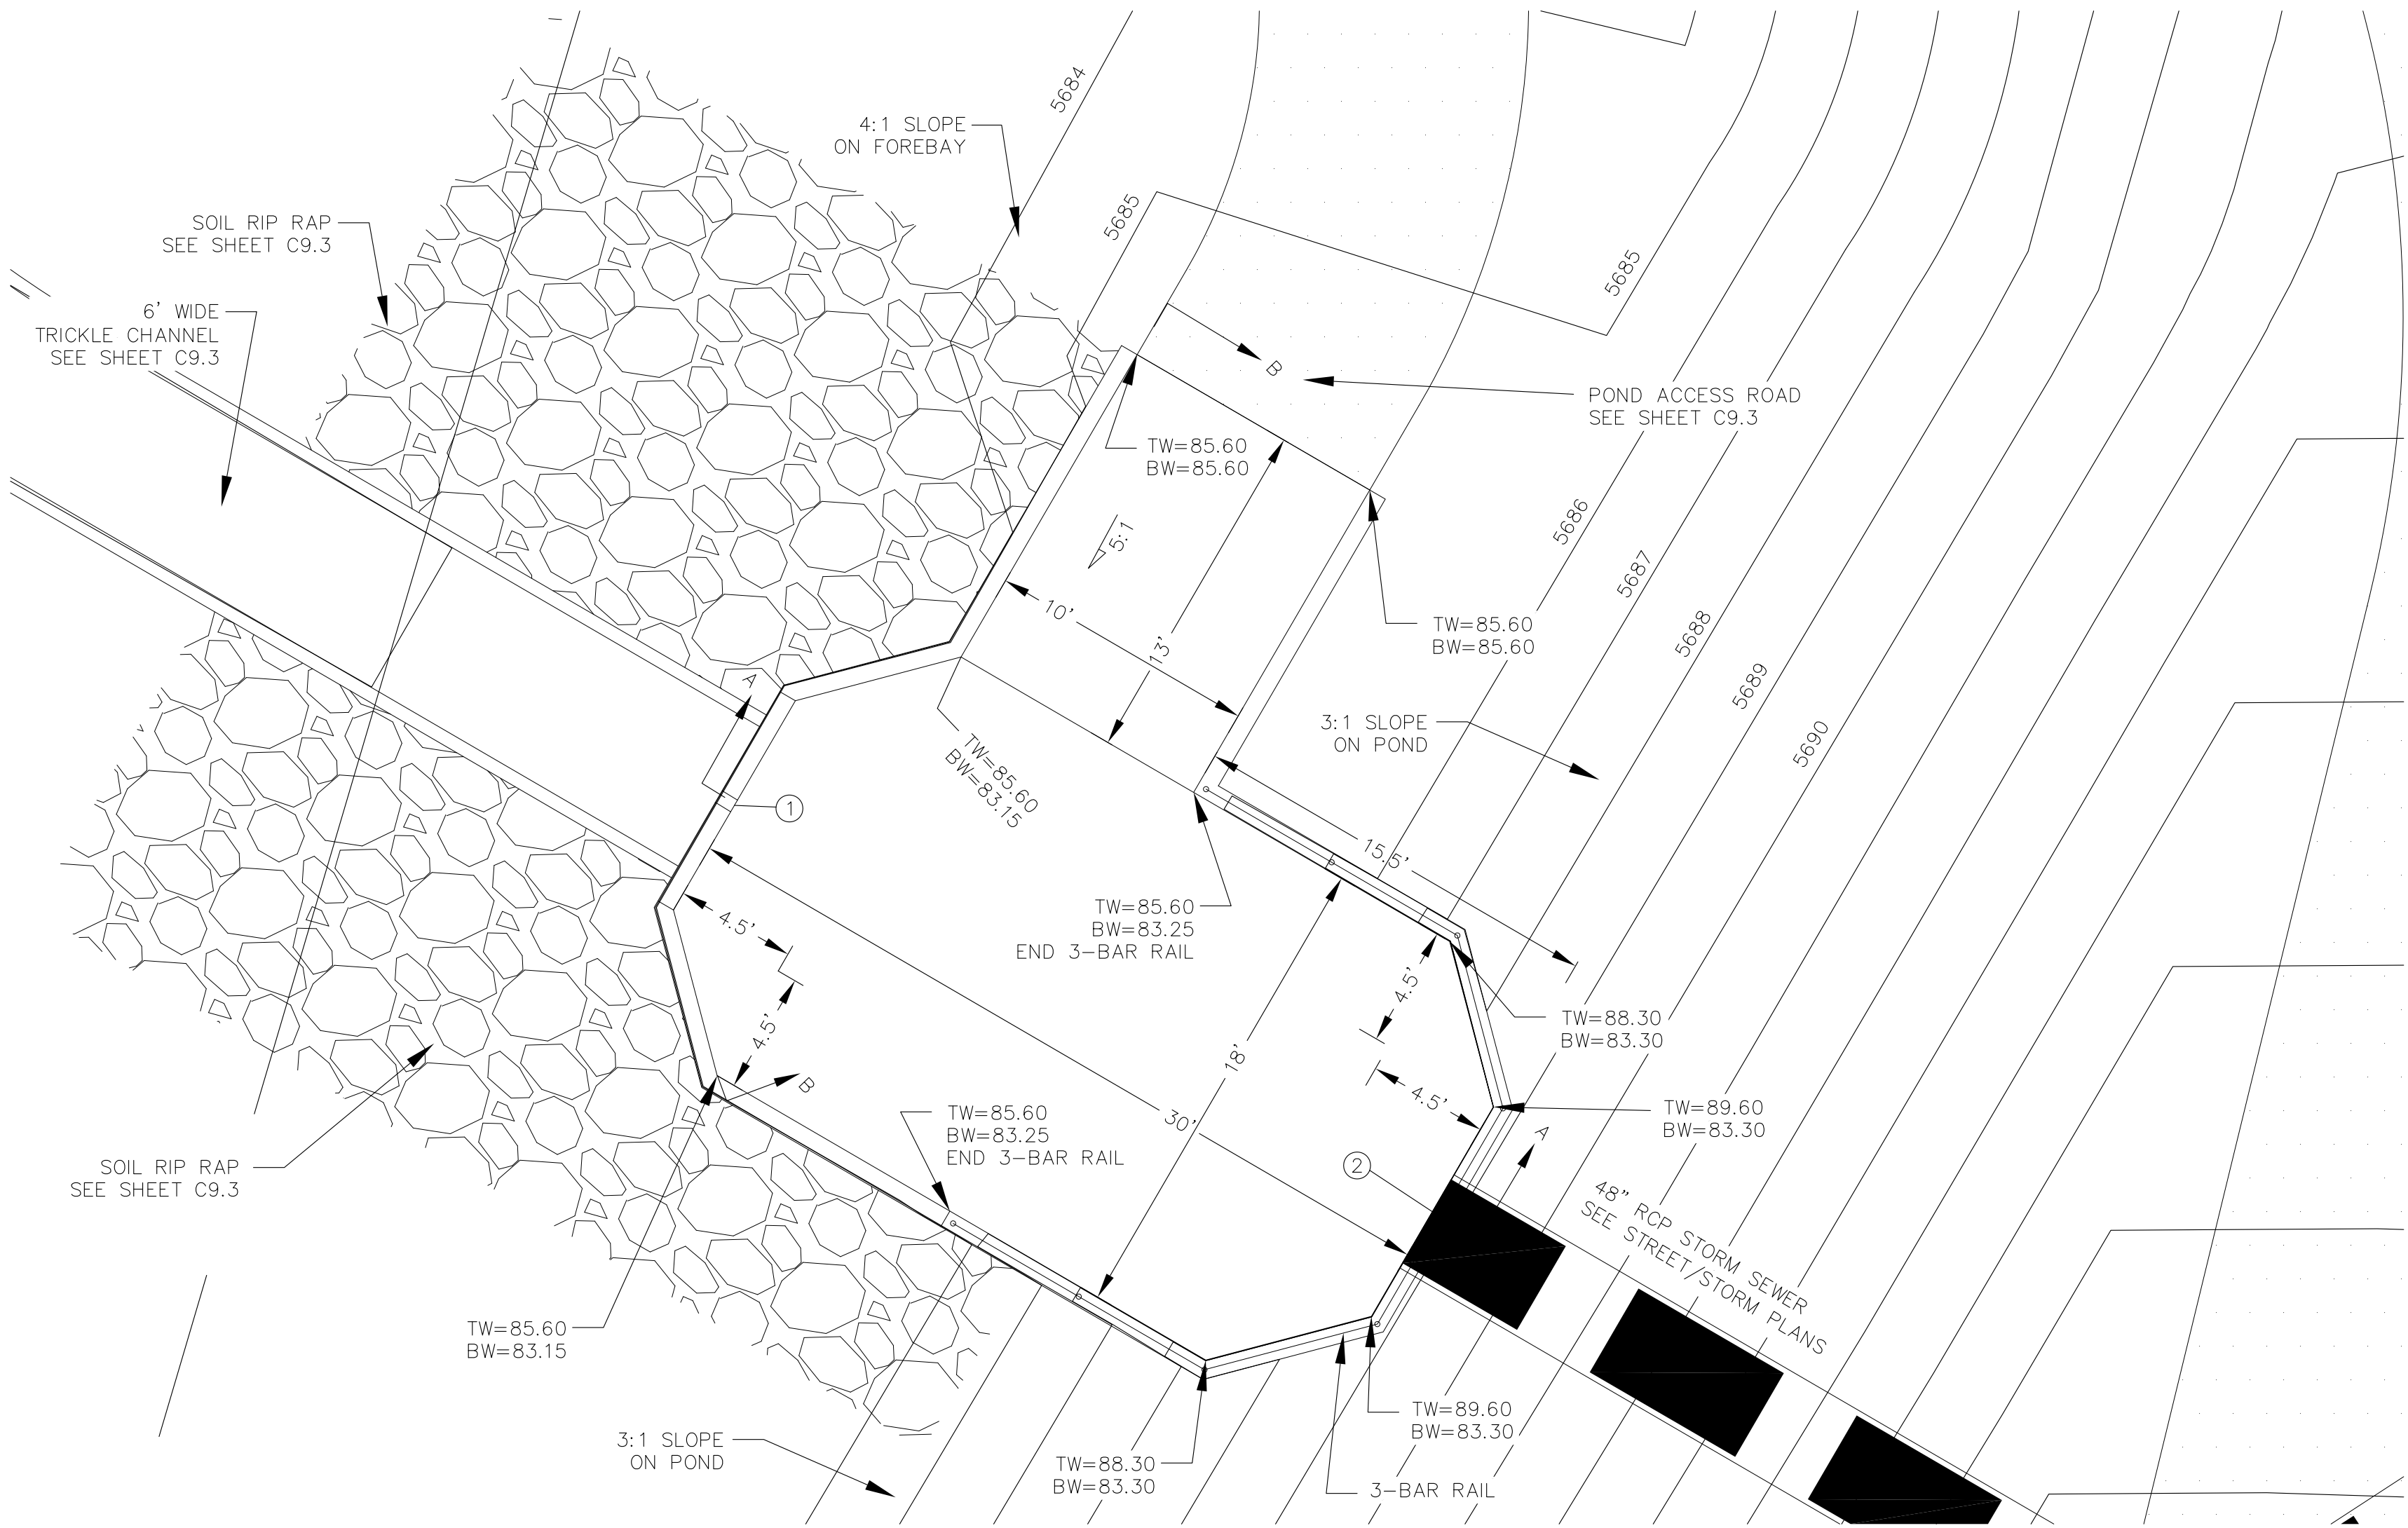 5684
4:1 SLOPE
ON FOREBAY
5685
SOIL RIP RAP
SEE SHEET C9.3
5685
6' WIDE
TRICKLE CHANNEL
SEE SHEET C9.3
B
POND ACCESS ROAD
SEE SHEET C9.3
TW=85.60
BW=85.60
5:1
5686
5687
10'
13'
TW=85.60
BW=85.60
5688
5689
5690
A
3:1 SLOPE
ON POND
TW=85.60
BW=83.15
1
15.5'
4.5'
TW=85.60
BW=83.25
END 3-BAR RAIL
4.5'
TW=88.30
BW=83.30
4.5'
18'
B
4.5'
30'
TW=85.60
BW=83.25
END 3-BAR RAIL
TW=89.60
BW=83.30
A
2
SOIL RIP RAP
SEE SHEET C9.3
48" RCP STORM SEWER
SEE STREET/STORM PLANS
TW=85.60
BW=83.15
TW=89.60
BW=83.30
3:1 SLOPE
ON POND
TW=88.30
BW=83.30
3-BAR RAIL